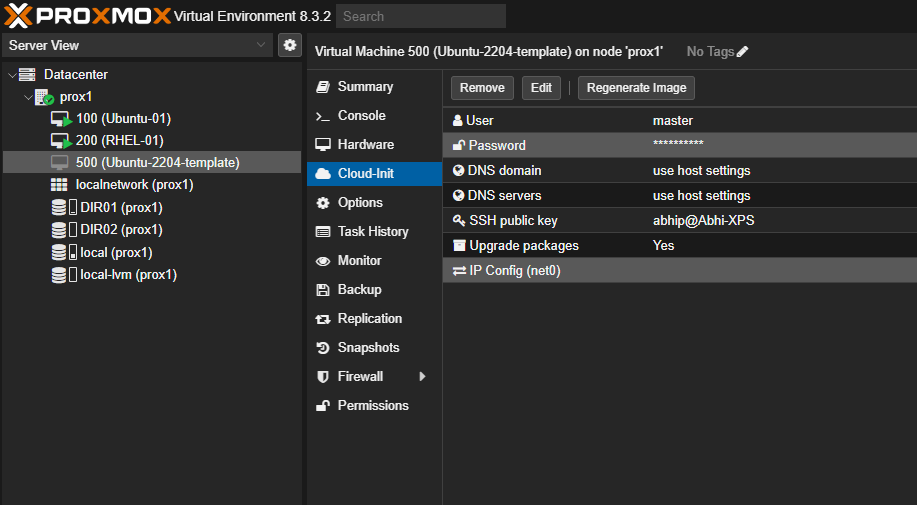 PROXMOX Virtual Environment 8.3.2 Search
Server View
Datacenter
prox1
100 (Ubuntu-01)
200 (RHEL-01)
500 (Ubuntu-2204-template)
localnetwork (prox1)
DIR01 (prox1)
DIR02 (prox1)
local (prox1)
local-lvm (prox1)
Virtual Machine 500 (Ubuntu-2204-template) on node 'prox1' No Tags
Summary
Console
Hardware
Cloud-Init
Options
Task History
Monitor
Backup
Replication
Snapshots
Firewall
Permissions
Remove Edit Regenerate Image
User master
Password **********
DNS domain use host settings
DNS servers use host settings
SSH public key abhip@Abhi-XPS
Upgrade packages Yes
IP Config (net0)